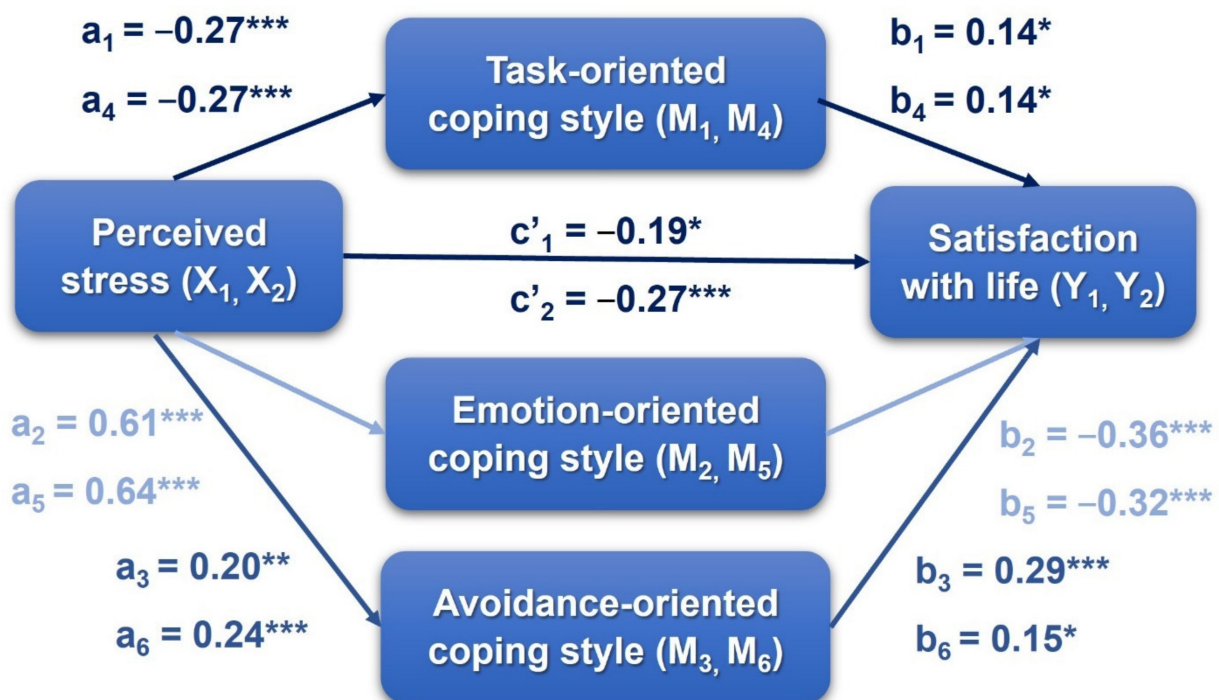 a₁ = −0.27***
a₄ = −0.27***
Task-oriented
coping style (M₁, M₄)
b₁ = 0.14*
b₄ = 0.14*
Perceived
stress (X₁, X₂)
c’₁ = −0.19*
c’₂ = −0.27***
Satisfaction
with life (Y₁, Y₂)
a₂ = 0.61***
a₅ = 0.64***
Emotion-oriented
coping style (M₂, M₅)
b₂ = −0.36***
b₅ = −0.32***
a₃ = 0.20**
a₆ = 0.24***
Avoidance-oriented
coping style (M₃, M₆)
b₃ = 0.29***
b₆ = 0.15*